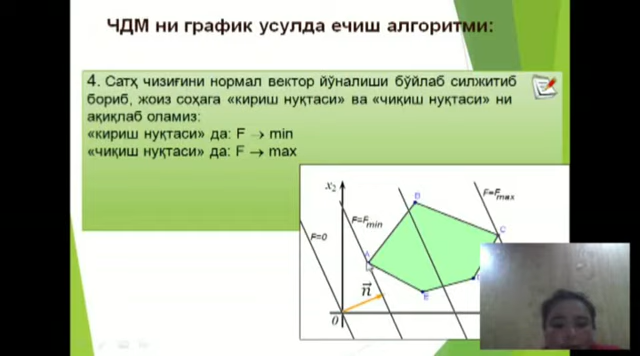 ЧДМ ни график усулда ечиш алгоритми:
4. Сатҳ чизиғини нормал вектор йўналиши бўйлаб силжитиб
бориб, жоиз соҳага «кириш нуқтаси» ва «чиқиш нуқтаси» ни
ақиқлаб оламиз:
«кириш нуқтаси» да: F → min
«чиқиш нуқтаси» да: F → max
x₂
B
F=Fmax
F=Fmin
F=0
C
A
n⃗
E
0